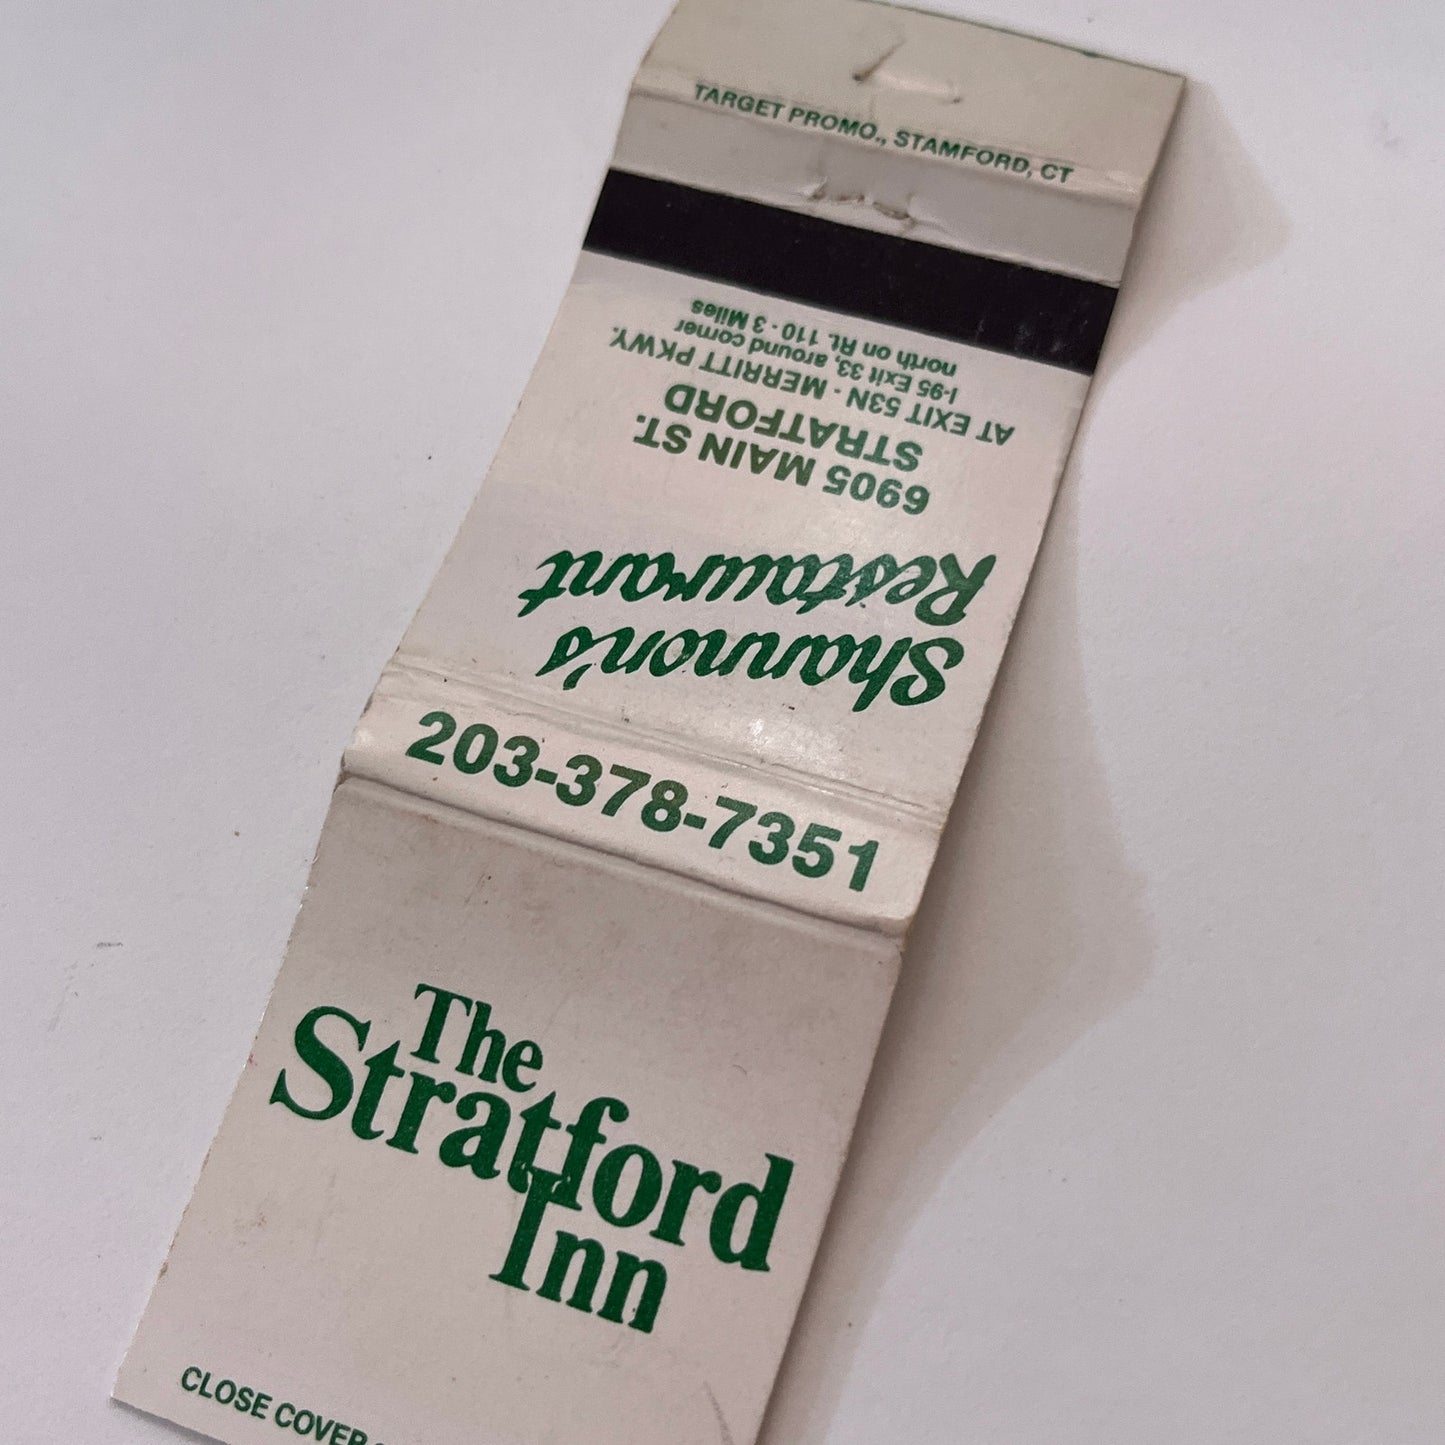 TARGET PROMO., STAMFORD, CT
Shannon's
Restaurant
6905 MAIN ST.
STRATFORD
AT EXIT 53N - MERRITT PKWY.
I-95 Exit 33, around corner
north on Rt. 110 - 3 Miles
203-378-7351
The
Stratford
Inn
CLOSE COVER